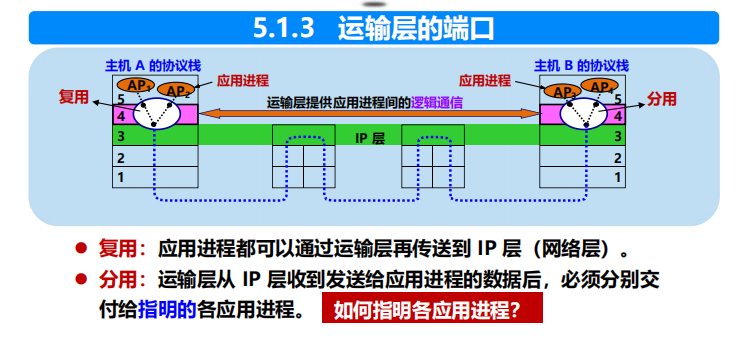 5.1.3 运输层的端口
主机 A 的协议栈
主机 B 的协议栈
AP1
AP2
应用进程
应用进程
AP3
AP4
复用
5
5
分用
运输层提供应用进程间的逻辑通信
4
4
3
IP 层
3
2
2
1
1
● 复用：应用进程都可以通过运输层再传送到 IP 层（网络层）。
● 分用：运输层从 IP 层收到发送给应用进程的数据后，必须分别交
付给指明的各应用进程。 如何指明各应用进程？